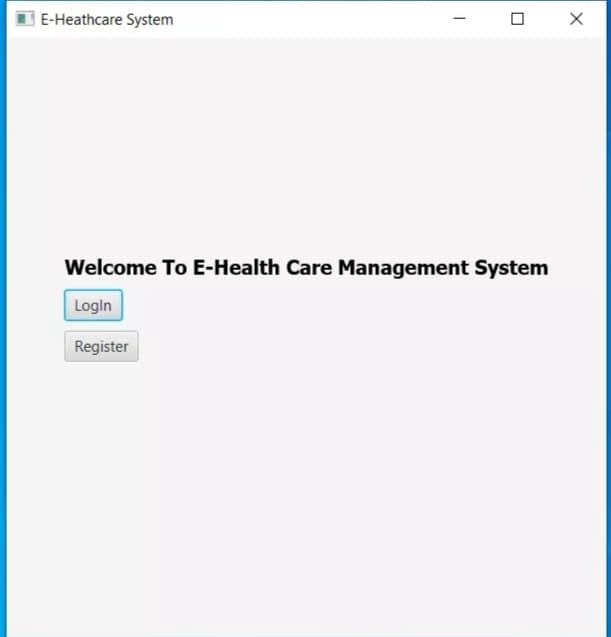 E-Heathcare System
Welcome To E-Health Care Management System
LogIn
Register